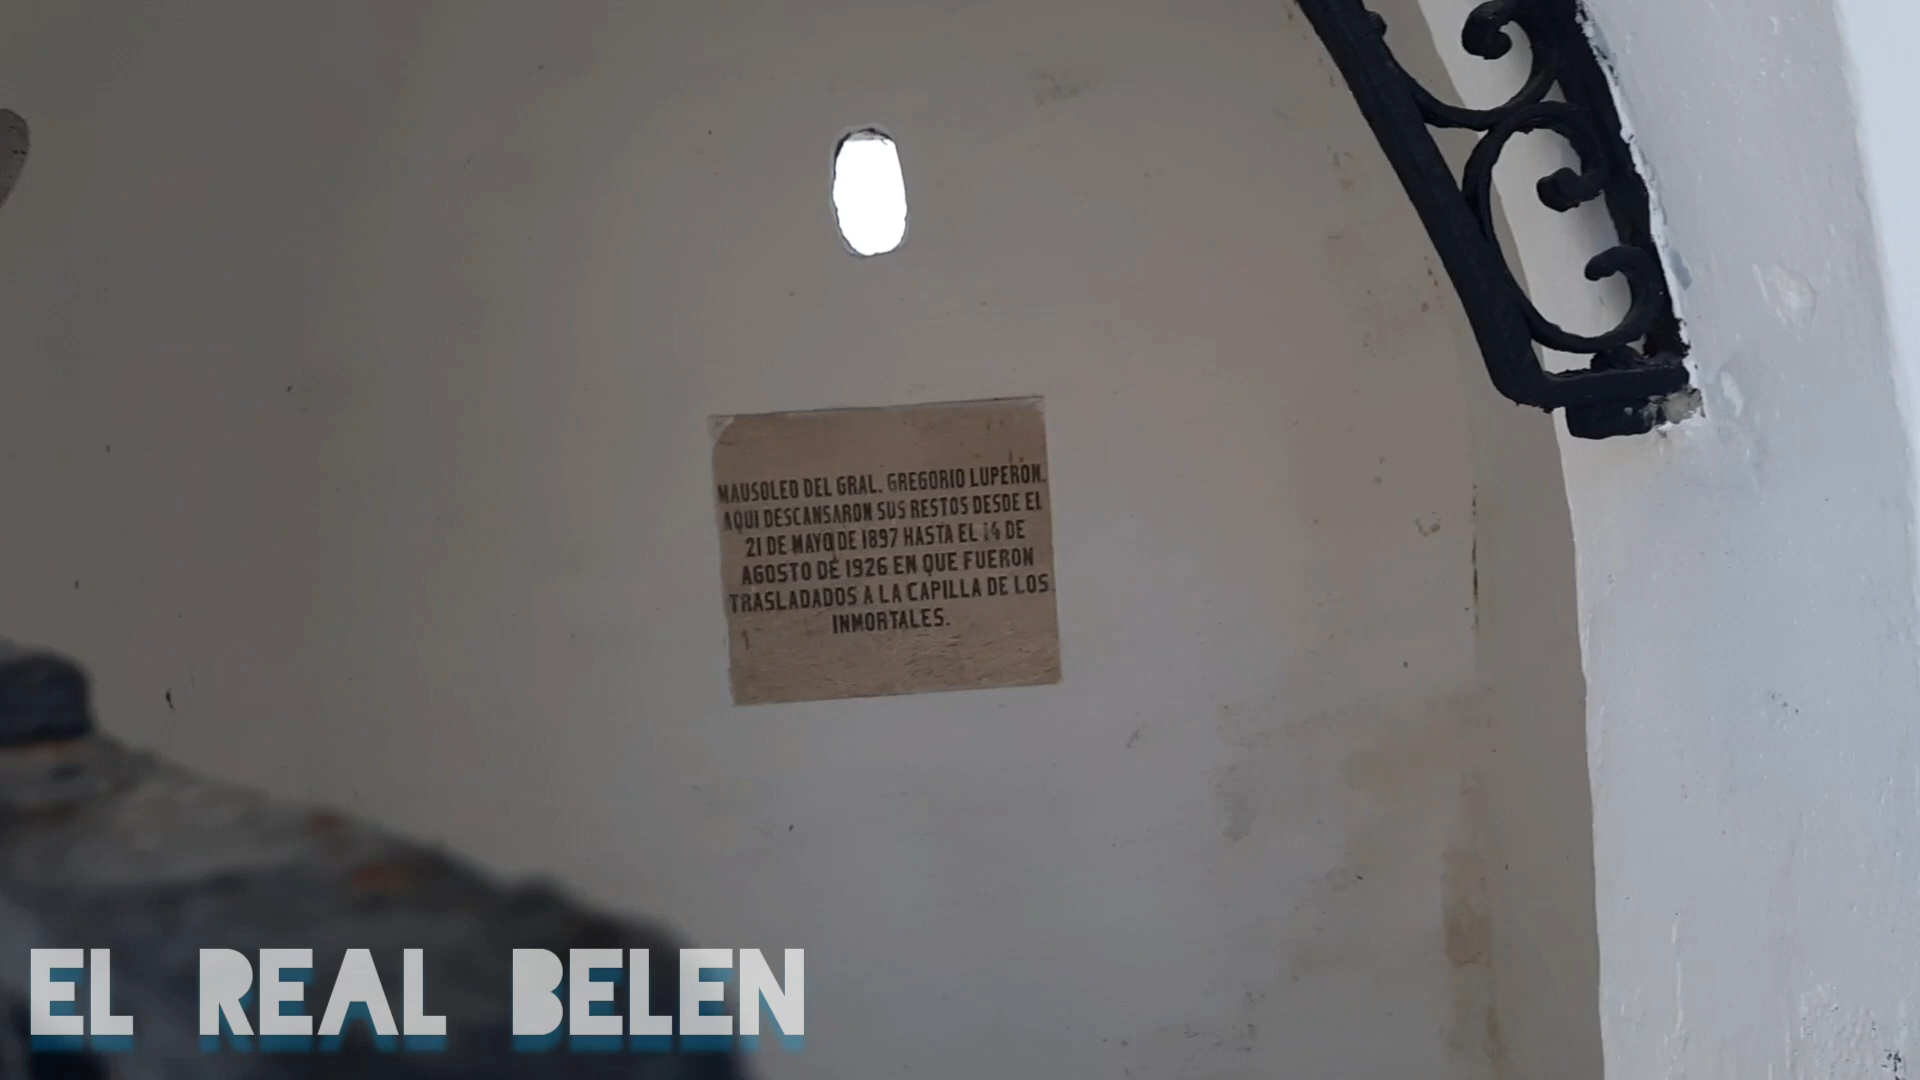 MAUSOLEO DEL GRAL. GREGORIO LUPERON.
AQUI DESCANSARON SUS RESTOS DESDE EL
21 DE MAYO DE 1897 HASTA EL 14 DE
AGOSTO DE 1926 EN QUE FUERON
TRASLADADOS A LA CAPILLA DE LOS
INMORTALES.
EL REAL BELEN